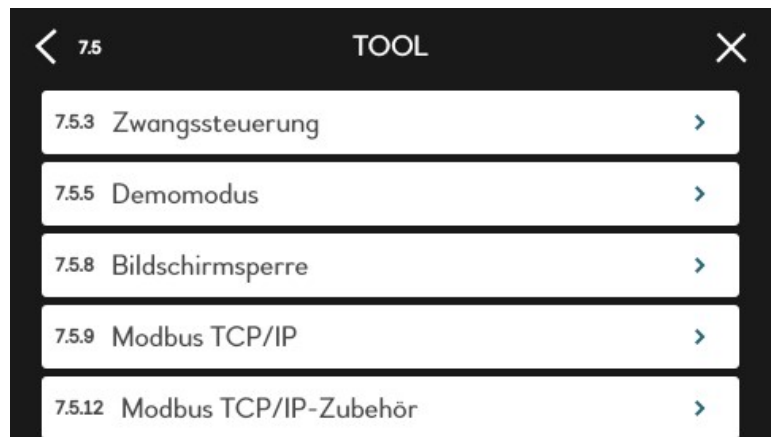 7.5 TOOL
7.5.3 Zwangssteuerung
7.5.5 Demomodus
7.5.8 Bildschirmsperre
7.5.9 Modbus TCP/IP
7.5.12 Modbus TCP/IP-Zubehör